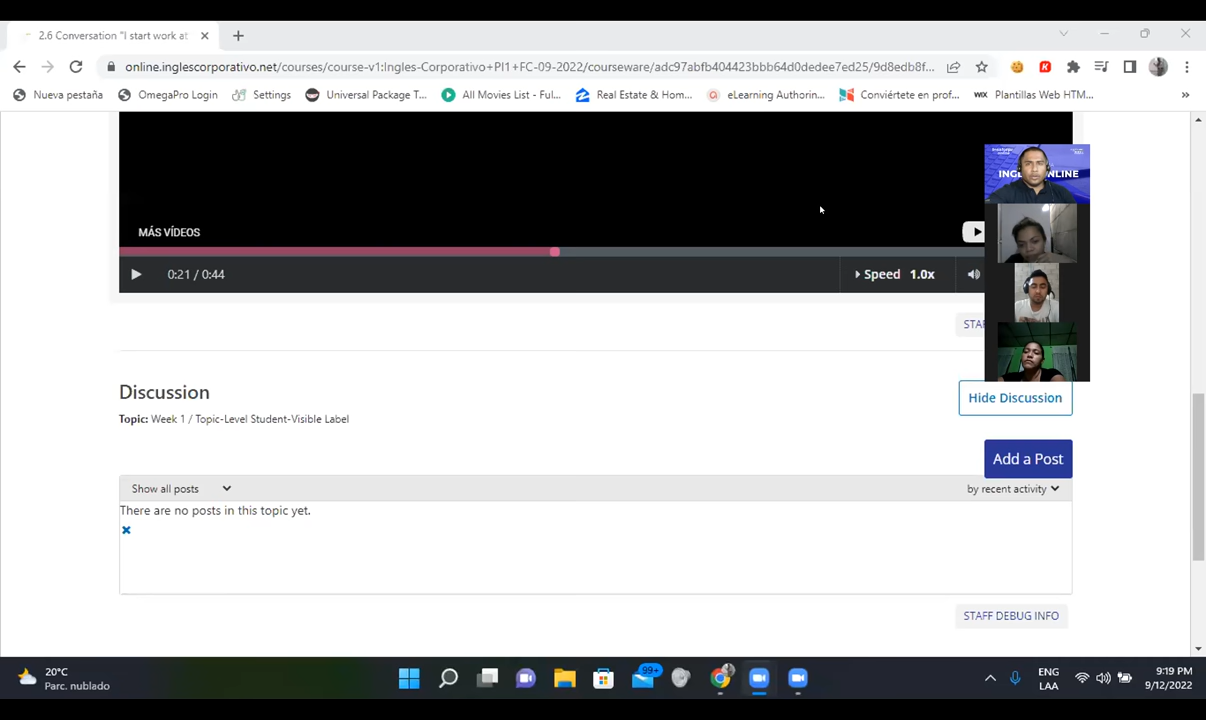 2.6 Conversation "I start work at
online.inglescorporativo.net/courses/course-v1:Ingles-Corporativo+PI1+FC-09-2022/courseware/adc97abfb404423bbb64d0dedee7ed25/9d8edb8f...
Nueva pestaña OmegaPro Login Settings Universal Package T... All Movies List - Ful... Real Estate & Hom... eLearning Authorin... Conviértete en prof... WIX Plantillas Web HTM... »
MÁS VÍDEOS
0:21 / 0:44 Speed 1.0x
Discussion
Hide Discussion
Topic: Week 1 / Topic-Level Student-Visible Label
Add a Post
Show all posts by recent activity
There are no posts in this topic yet.
STAFF DEBUG INFO
20°C
Parc. nublado
99+
ENG
LAA
9:19 PM
9/12/2022